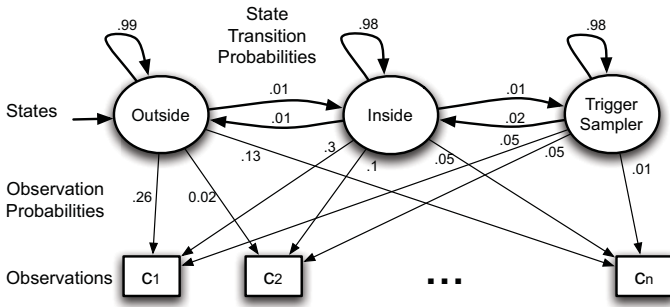 .99
State
Transition
Probabilities
.98
.98
States
Outside
.01
.01
Inside
.01
.02
Trigger
Sampler
.13
.3
.1
.05
.05
.05
.01
Observation
Probabilities
.26
0.02
Observations
C1
C2
...
Cn